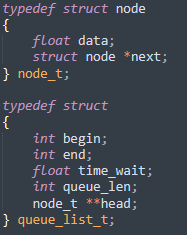 typedef struct node
{
    float data;
    struct node *next;
} node_t;

typedef struct
{
    int begin;
    int end;
    float time_wait;
    int queue_len;
    node_t **head;
} queue_list_t;